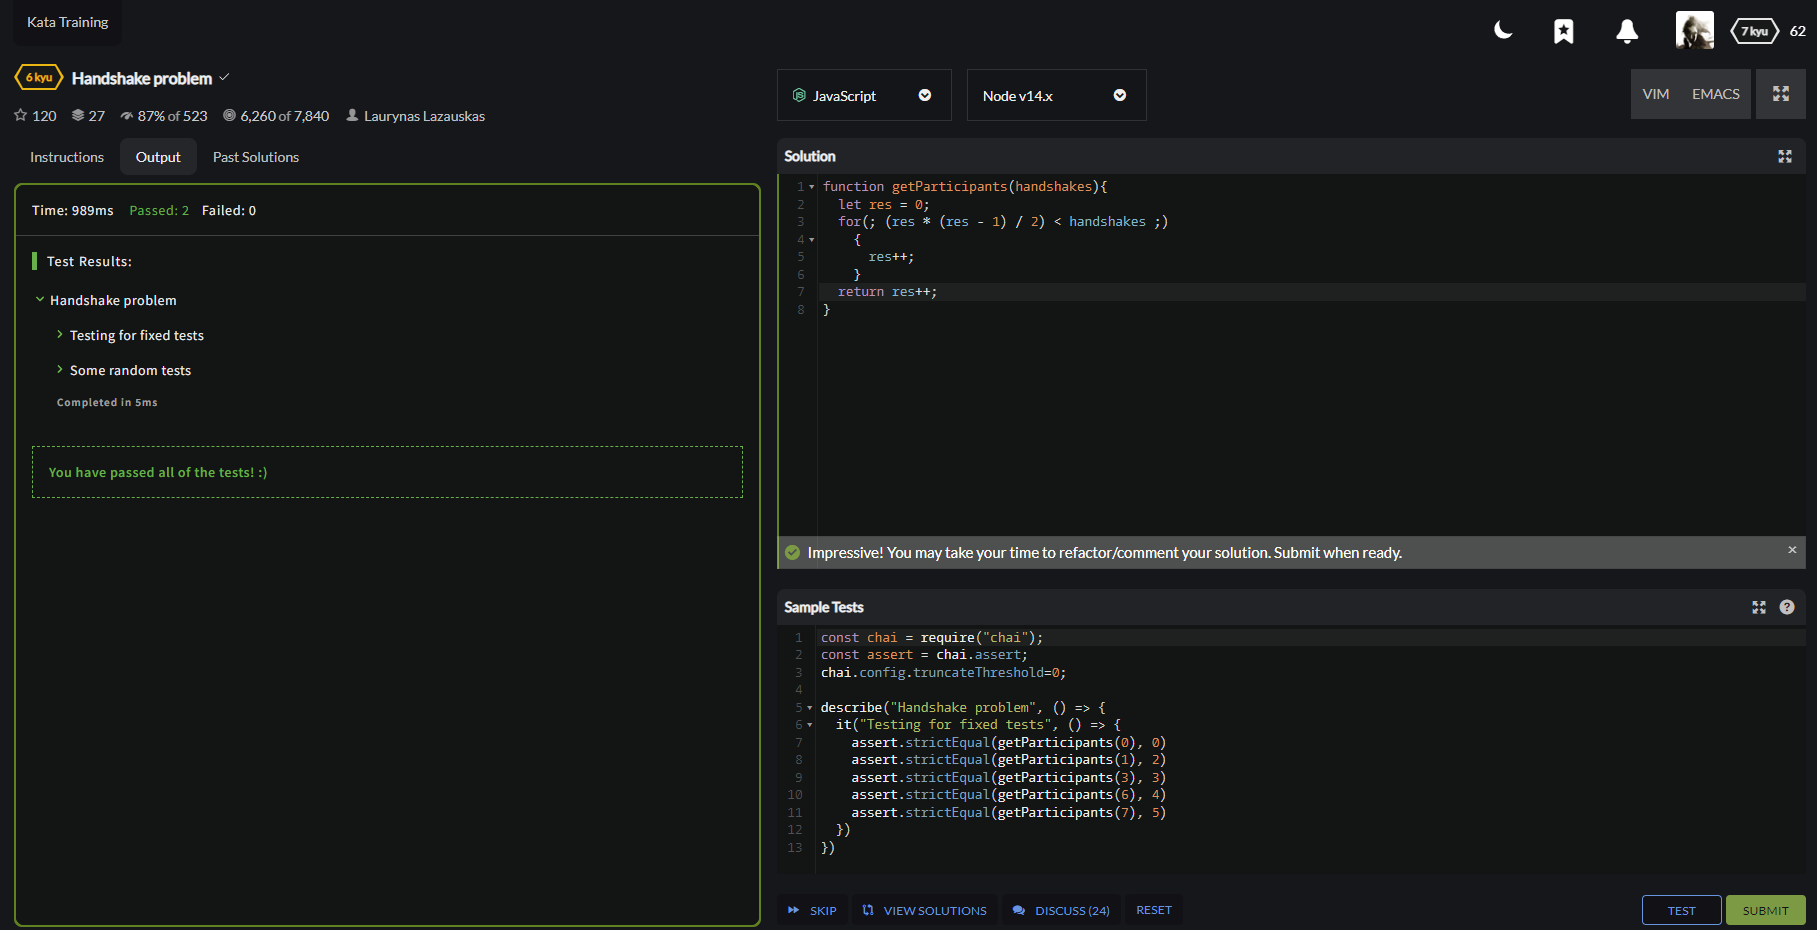 Kata Training
7 kyu 62
6 kyu Handshake problem
120 27 87% of 523 6,260 of 7,840 Laurynas Lazauskas
Instructions Output Past Solutions
Time: 989ms Passed: 2 Failed: 0
Test Results:
Handshake problem
Testing for fixed tests
Some random tests
Completed in 5ms
You have passed all of the tests! :)
JavaScript Node v14.x VIM EMACS
Solution
1 function getParticipants(handshakes){
2 let res = 0;
3 for(; (res * (res - 1) / 2) < handshakes ;)
4 {
5 res++;
6 }
7 return res++;
8 }
Impressive! You may take your time to refactor/comment your solution. Submit when ready. ×
Sample Tests ?
1 const chai = require("chai");
2 const assert = chai.assert;
3 chai.config.truncateThreshold=0;
4
5 describe("Handshake problem", () => {
6 it("Testing for fixed tests", () => {
7 assert.strictEqual(getParticipants(0), 0)
8 assert.strictEqual(getParticipants(1), 2)
9 assert.strictEqual(getParticipants(3), 3)
10 assert.strictEqual(getParticipants(6), 4)
11 assert.strictEqual(getParticipants(7), 5)
12 })
13 })
SKIP VIEW SOLUTIONS DISCUSS (24) RESET TEST SUBMIT